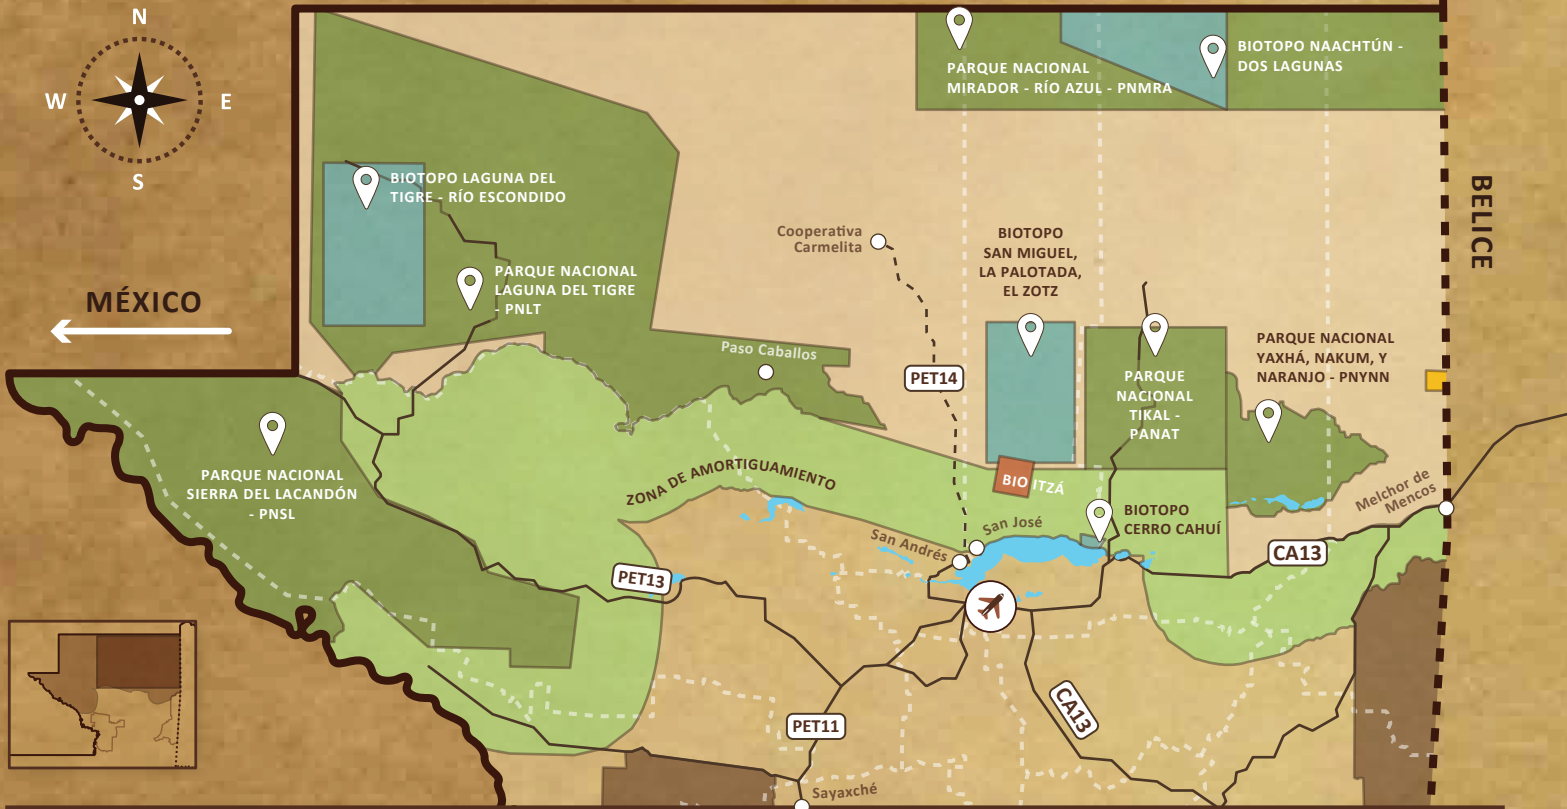 N
W
E
S
MÉXICO
BELICE
PARQUE NACIONAL
MIRADOR - RÍO AZUL - PNMRA
BIOTOPO NAACHTÚN -
DOS LAGUNAS
BIOTOPO LAGUNA DEL
TIGRE - RÍO ESCONDIDO
PARQUE NACIONAL
LAGUNA DEL TIGRE
- PNLT
Cooperativa
Carmelita
BIOTOPO
SAN MIGUEL,
LA PALOTADA,
EL ZOTZ
Paso Caballos
PET14
PARQUE
NACIONAL
TIKAL -
PANAT
PARQUE NACIONAL
YAXHÁ, NAKUM, Y
NARANJO - PNYNN
PARQUE NACIONAL
SIERRA DEL LACANDÓN
- PNSL
ZONA DE AMORTIGUAMIENTO
BIO ITZÁ
Melchor de
Mencos
BIOTOPO
CERRO CAHUÍ
San José
San Andrés
CA13
PET13
CA13
PET11
Sayaxché